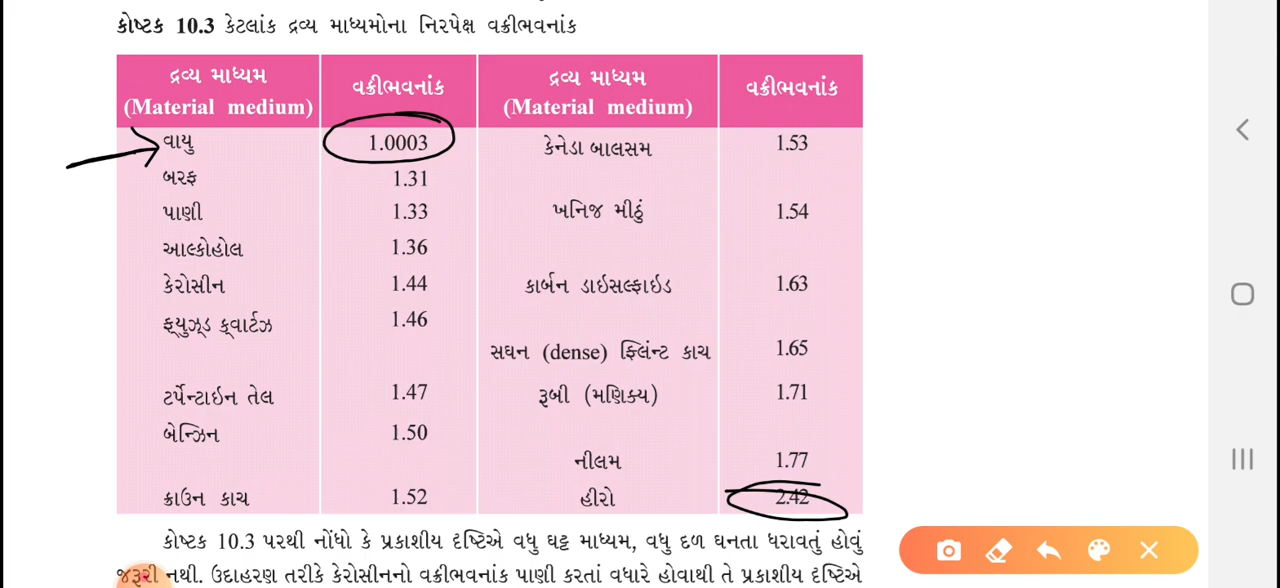 કોષ્ટક 10.3 કેટલાંક દ્રવ્ય માધ્યમોના નિરપેક્ષ વક્રીભવનાંક
દ્રવ્ય માધ્યમ (Material medium) વક્રીભવનાંક દ્રવ્ય માધ્યમ (Material medium) વક્રીભવનાંક
વાયુ 1.0003 કેનેડા બાલસમ 1.53
બરફ 1.31
પાણી 1.33 ખનિજ મીઠું 1.54
આલ્કોહોલ 1.36
કેરોસીન 1.44 કાર્બન ડાઇસલ્ફાઇડ 1.63
ફ્યુઝ્ડ ક્વાર્ટઝ 1.46
સઘન (dense) ફ્લિંન્ટ કાચ 1.65
ટર્પેન્ટાઇન તેલ 1.47 રૂબી (મણિક્ય) 1.71
બેન્ઝિન 1.50
નીલમ 1.77
ક્રાઉન કાચ 1.52 હીરો 2.42
કોષ્ટક 10.3 પરથી નોંધો કે પ્રકાશીય દૃષ્ટિએ વધુ ઘટ્ટ માધ્યમ, વધુ દળ ઘનતા ધરાવતું હોવું
જરૂરી નથી. ઉદાહરણ તરીકે કેરોસીનનો વક્રીભવનાંક પાણી કરતાં વધારે હોવાથી તે પ્રકાશીય દૃષ્ટિએ